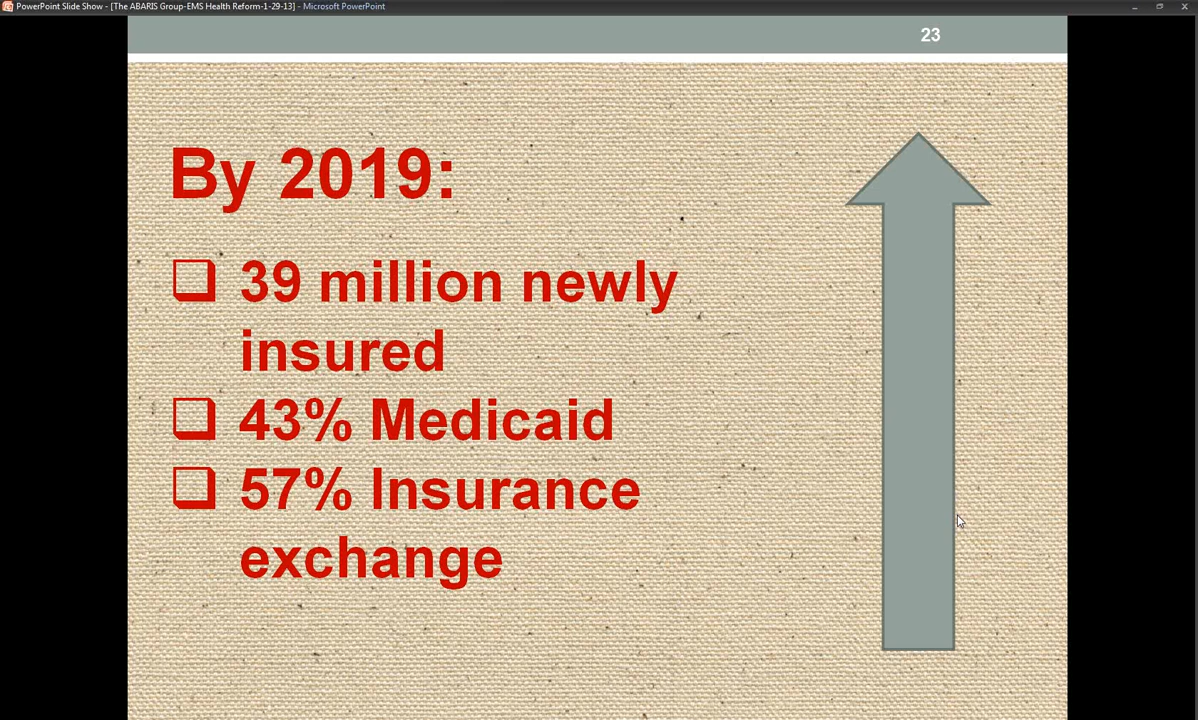 PowerPoint Slide Show - [The ABARIS Group-EMS Health Reform-1-29-13] - Microsoft PowerPoint
23
By 2019:
39 million newly
insured
43% Medicaid
57% Insurance
exchange